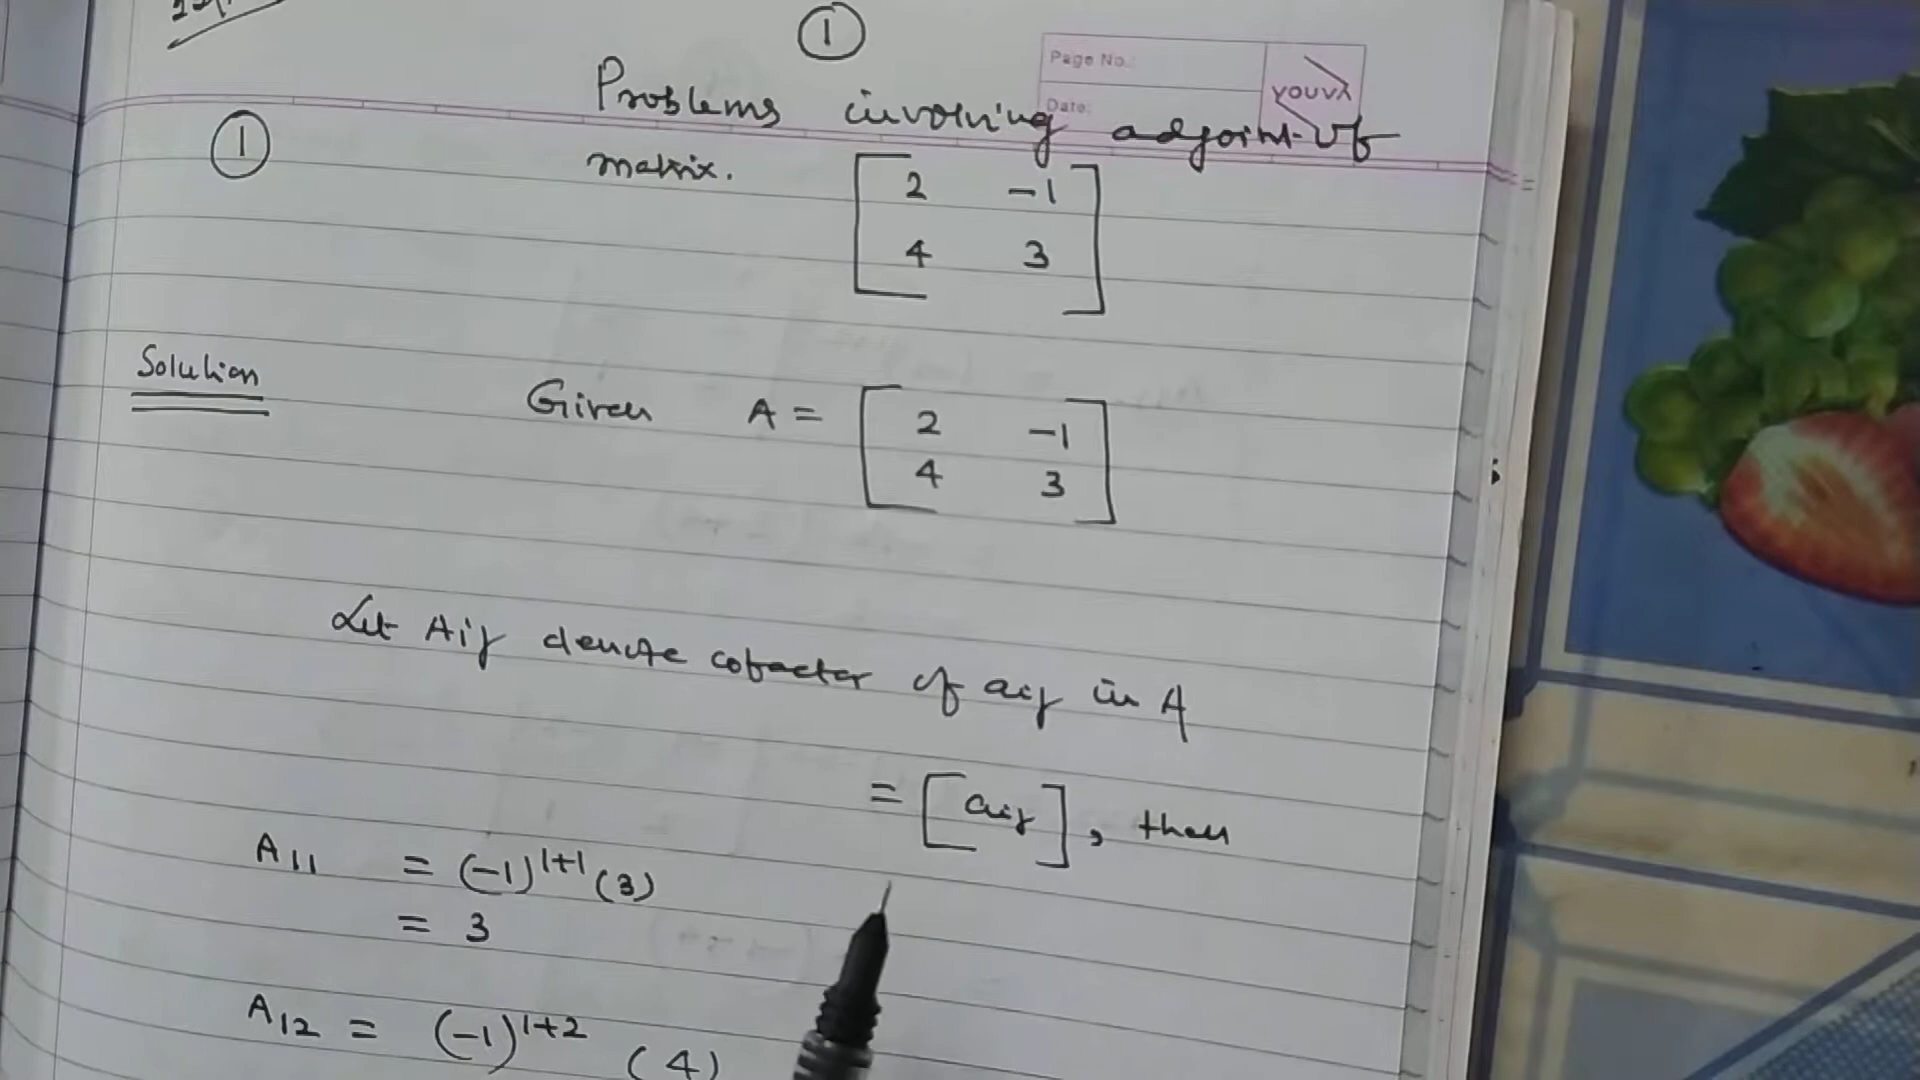 ①
Page No.:
Date:
YOUVA
Problems involving adjoint of
① matrix. [ 2 -1
4 3 ]
Solution
Given A = [ 2 -1
4 3 ]
Let Aij denote cofactor of aij in A
= [aij], then
A11 = (-1)^1+1 (3)
= 3
A12 = (-1)^1+2 (4)